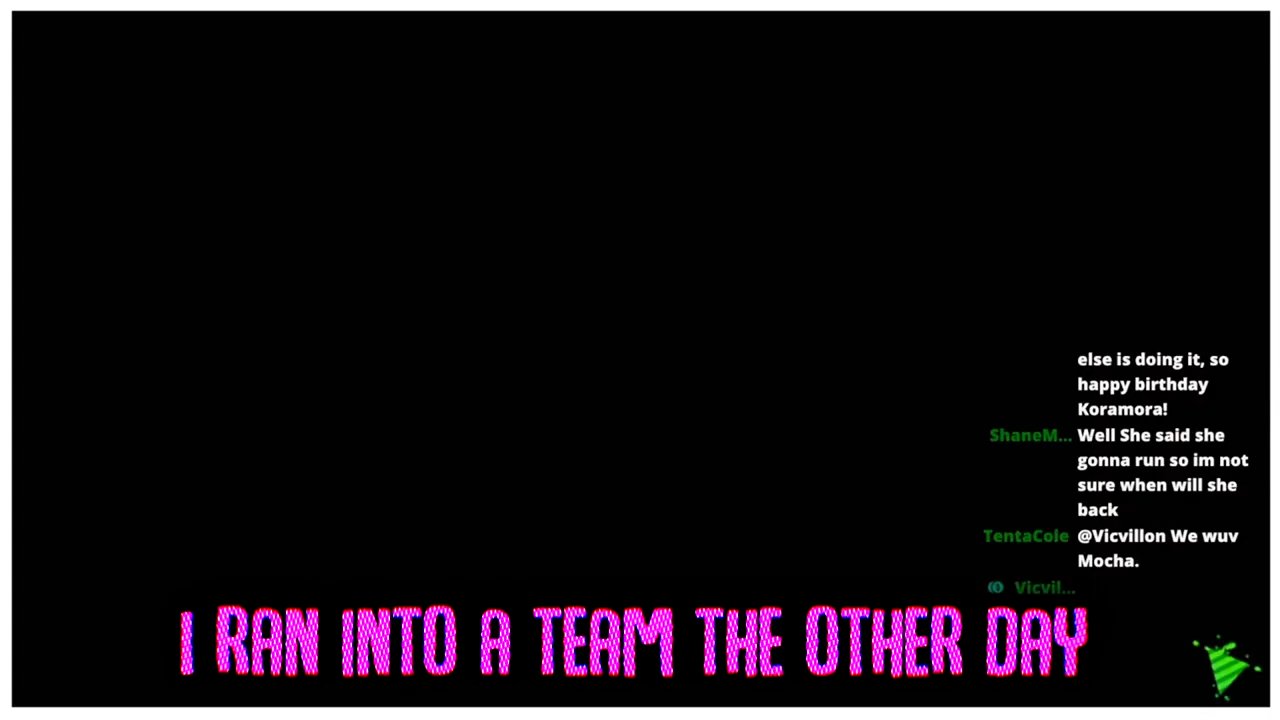 else is doing it, so
happy birthday
Koramora!
ShaneM... Well She said she
gonna run so im not
sure when will she
back
TentaCole @Vicvillon We wuv
Mocha.
Vicvil...
I RAN INTO A TEAM THE OTHER DAY